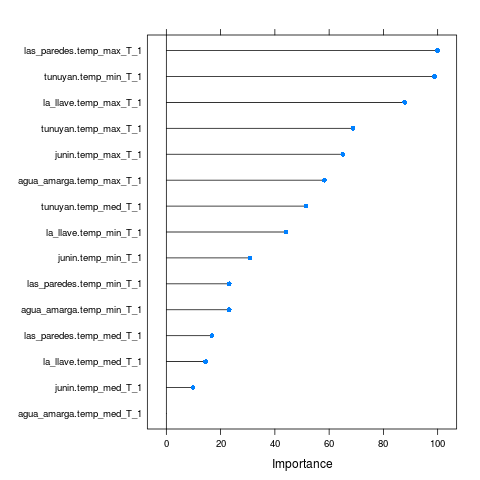 las_paredes.temp_max_T_1
tunuyan.temp_min_T_1
la_llave.temp_max_T_1
tunuyan.temp_max_T_1
junin.temp_max_T_1
agua_amarga.temp_max_T_1
tunuyan.temp_med_T_1
la_llave.temp_min_T_1
junin.temp_min_T_1
las_paredes.temp_min_T_1
agua_amarga.temp_min_T_1
las_paredes.temp_med_T_1
la_llave.temp_med_T_1
junin.temp_med_T_1
agua_amarga.temp_med_T_1
0 20 40 60 80 100
Importance